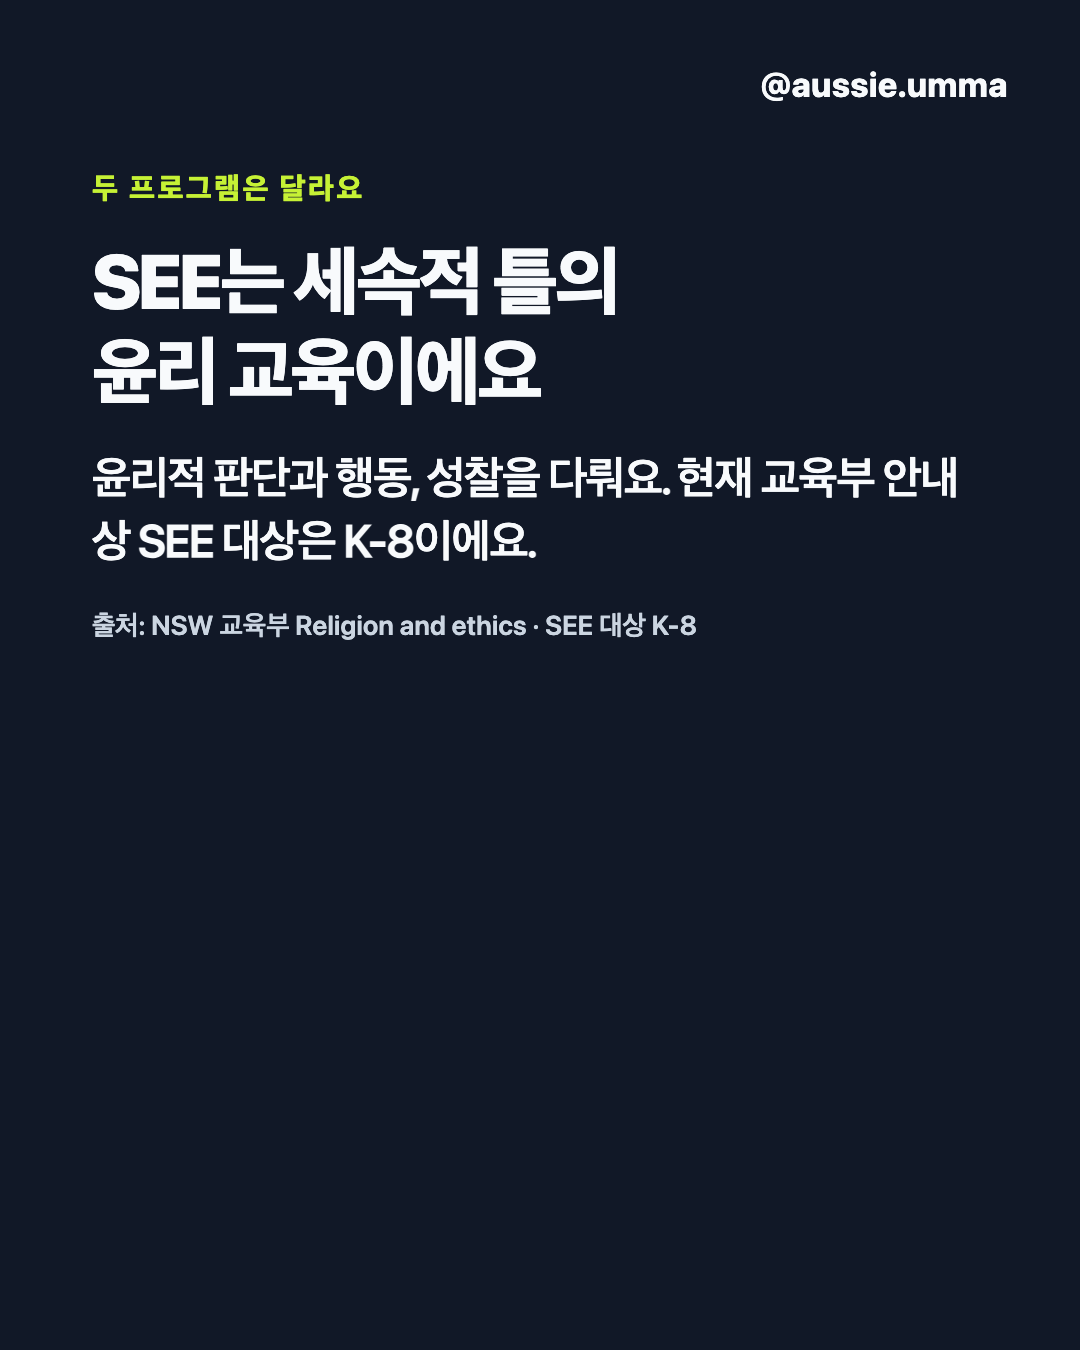 @aussie.umma
두 프로그램은 달라요
SEE는 세속적 틀의
윤리 교육이에요
윤리적 판단과 행동, 성찰을 다뤄요. 현재 교육부 안내
상 SEE 대상은 K-8이에요.
출처: NSW 교육부 Religion and ethics · SEE 대상 K-8